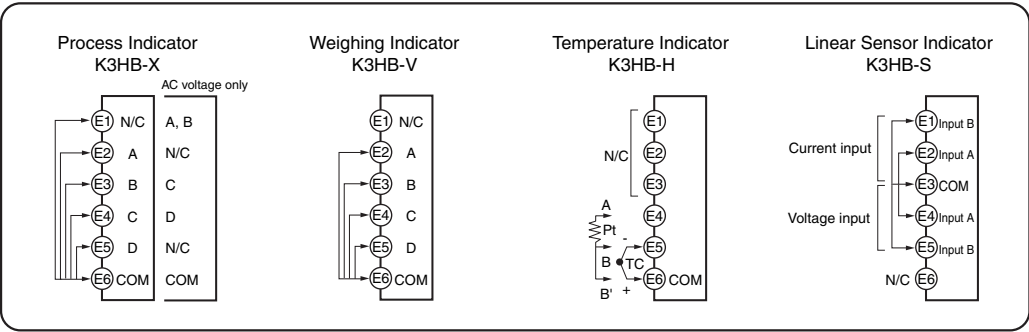 Process Indicator
K3HB-X
AC voltage only
E1 N/C A, B
E2 A N/C
E3 B C
E4 C D
E5 D N/C
E6 COM COM
Weighing Indicator
K3HB-V
E1 N/C
E2 A
E3 B
E4 C
E5 D
E6 COM
Temperature Indicator
K3HB-H
N/C
E1
E2
E3
A E4
Pt - E5
B TC
B' + E6 COM
Linear Sensor Indicator
K3HB-S
Current input
E1 Input B
E2 Input A
E3 COM
Voltage input
E4 Input A
E5 Input B
N/C E6